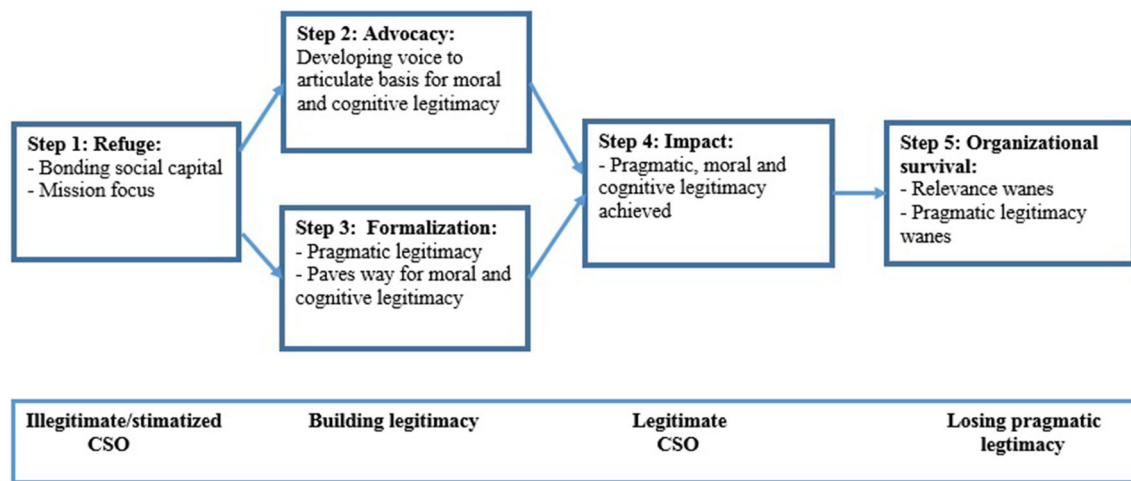 Step 1: Refuge:
- Bonding social capital
- Mission focus
Step 2: Advocacy:
Developing voice to
articulate basis for moral
and cognitive legitimacy
Step 3: Formalization:
- Pragmatic legitimacy
- Paves way for moral and
cognitive legitimacy
Step 4: Impact:
- Pragmatic, moral and
cognitive legitimacy
achieved
Step 5: Organizational
survival:
- Relevance wanes
- Pragmatic legitimacy
wanes
Illegitimate/stimatized
CSO
Building legitimacy
Legitimate
CSO
Losing pragmatic
legtimacy